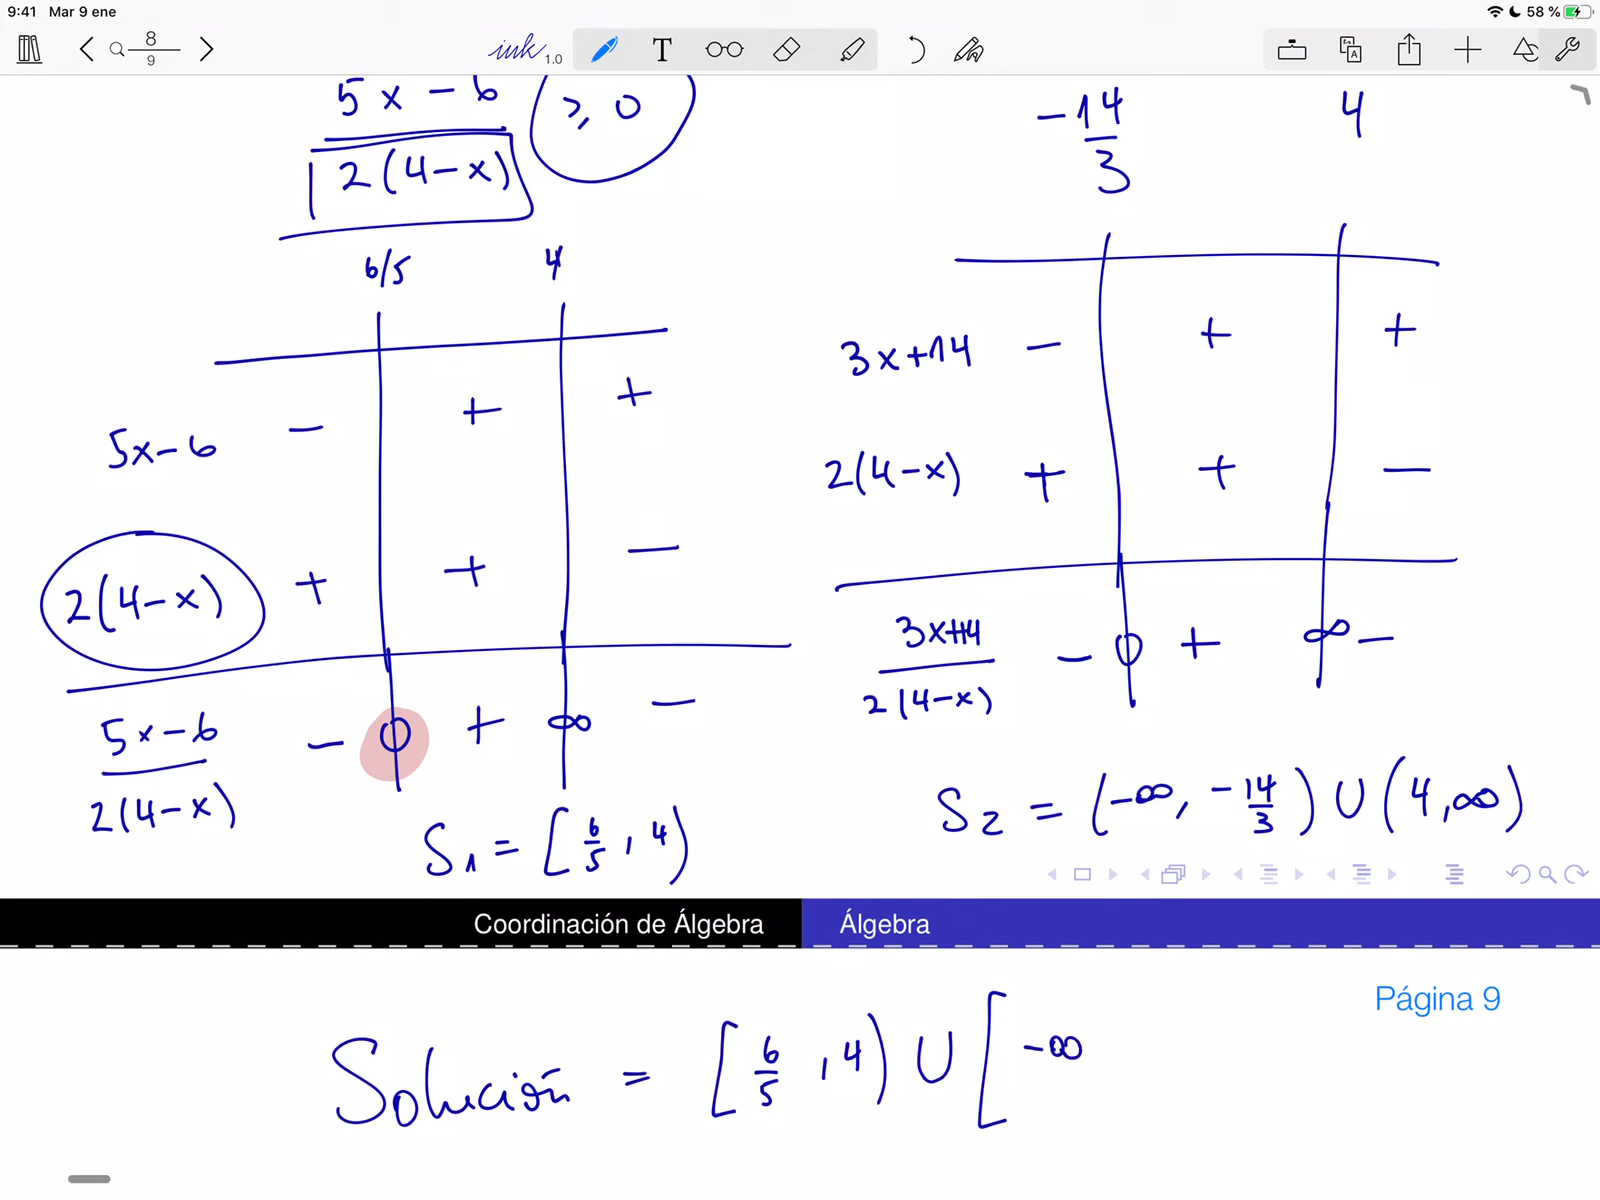 9:41 Mar 9 ene 58 %
8
9
ink 1.0 T
5x - 6
2(4-x)
≥ 0
6/5 4
5x-6 - + +
2(4-x) + + -
5x-6
2(4-x)
- 0 + ∞ -
S1 = [6/5, 4)
-14/3 4
3x+14 - + +
2(4-x) + + -
3x+14
2(4-x)
- 0 + ∞ -
S2 = (-∞, -14/3) U (4, ∞)
Coordinación de Álgebra Álgebra
Página 9
Solución = [6/5, 4) U [-∞